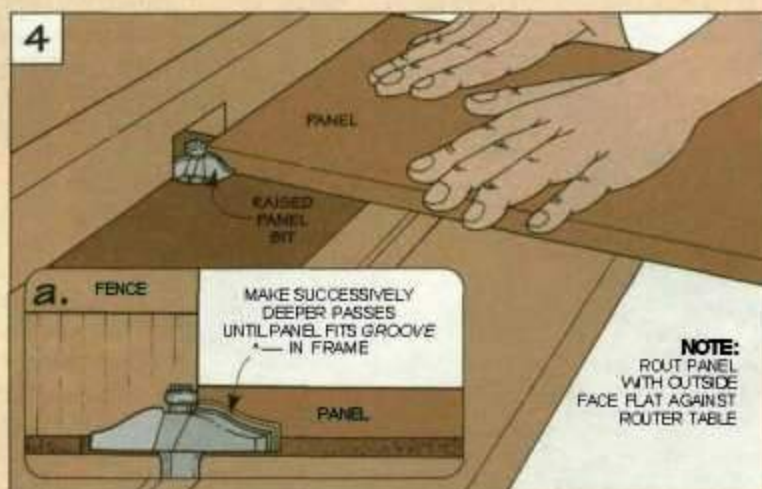 4
PANEL
RAISED
PANEL
BIT
a.
FENCE
MAKE SUCCESSIVELY
DEEPER PASSES
UNTIL PANEL FITS GROOVE
IN FRAME
PANEL
NOTE:
ROUT PANEL
WITH OUTSIDE
FACE FLAT AGAINST
ROUTER TABLE